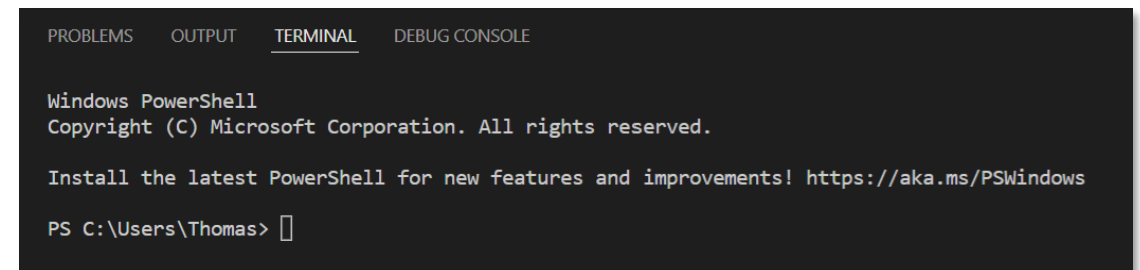 PROBLEMS OUTPUT TERMINAL DEBUG CONSOLE
Windows PowerShell
Copyright (C) Microsoft Corporation. All rights reserved.
Install the latest PowerShell for new features and improvements! https://aka.ms/PSWindows
PS C:\Users\Thomas>